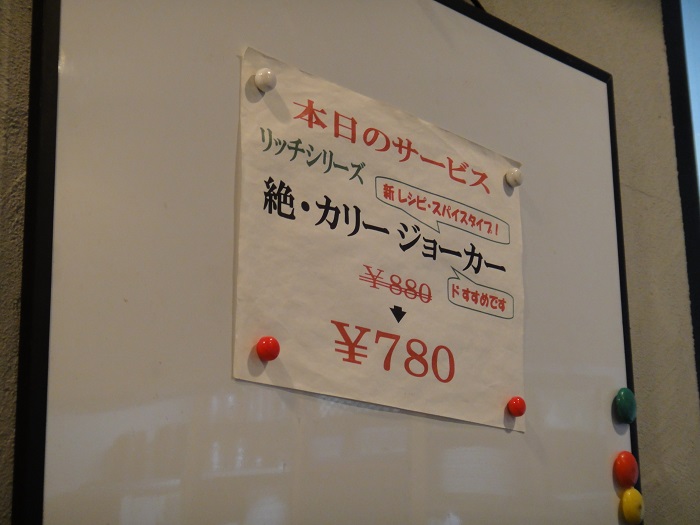 本日のサービス
リッチシリーズ
新レシピ・スパイスタイプ！
絶・カリー ジョーカー
￥880
ドすすめです
￥780